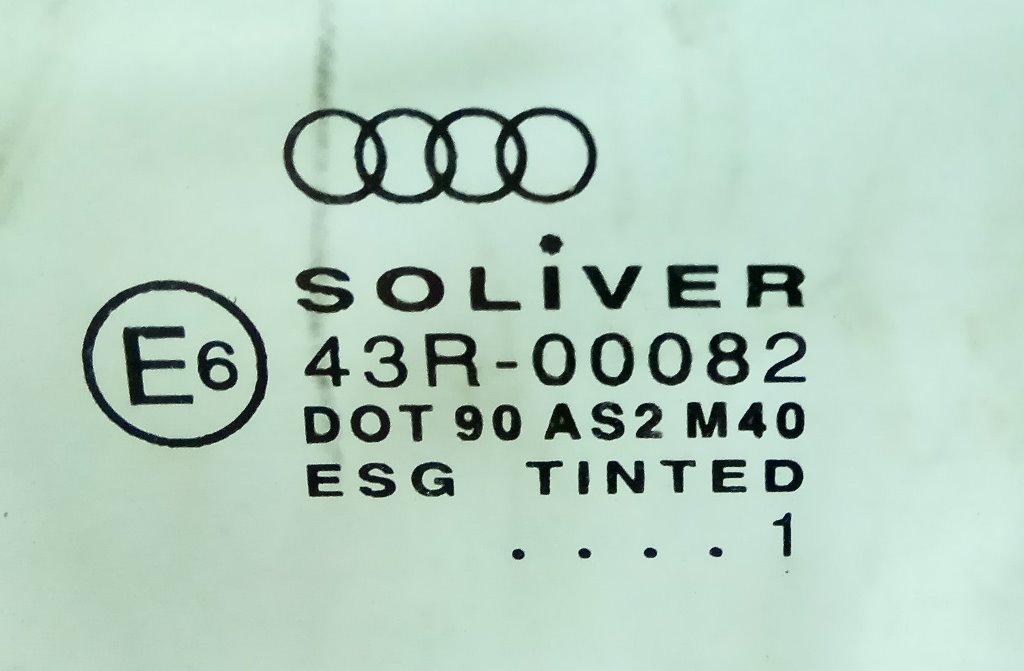 SOLiVER
E6
43R-00082
DOT 90 AS2 M40
ESG TINTED
. . . . 1